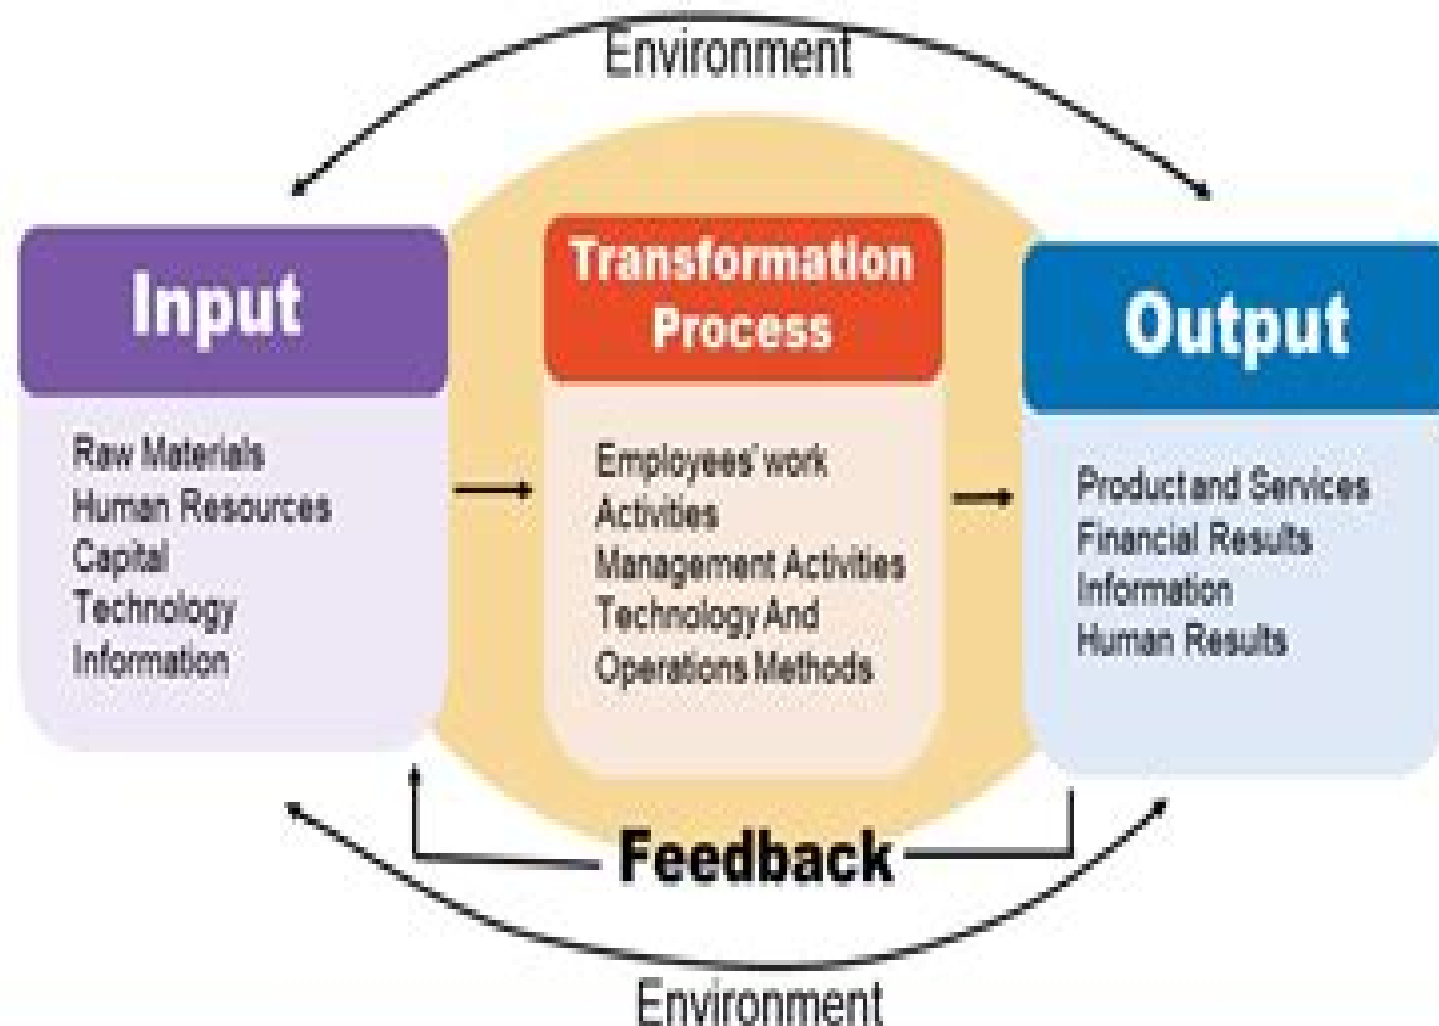 Environment
Input
Raw Materials
Human Resources
Capital
Technology
Information
Transformation
Process
Employees' work
Activities
Management Activities
Technology And
Operations Methods
Output
Product and Services
Financial Results
Information
Human Results
Feedback
Environment